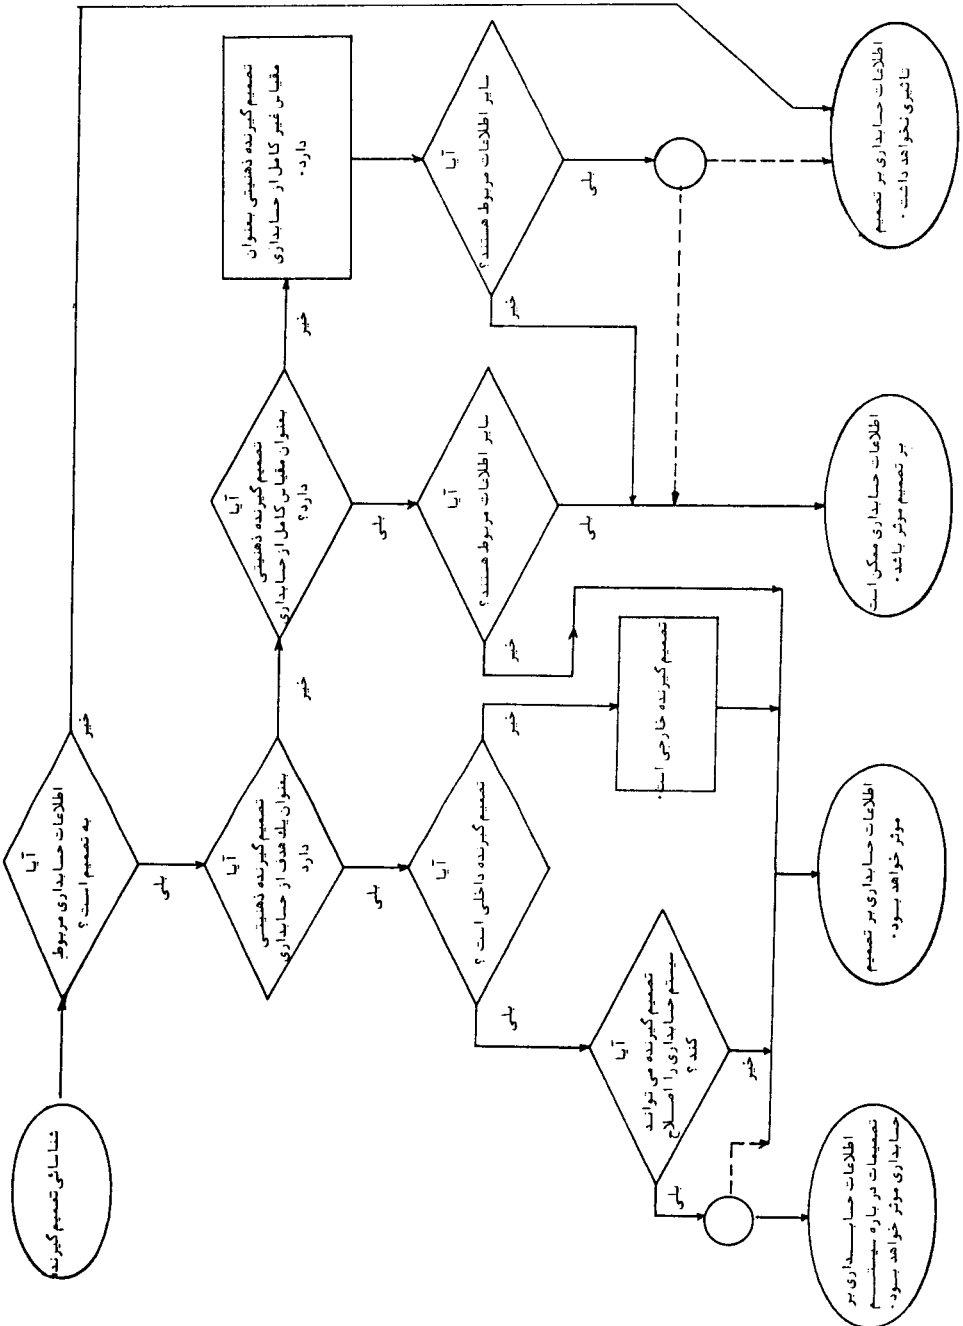 شناسائی تصمیم گیرنده
آیا
اطلاعات حسابداری مربوط
به تصمیم است ؟
خیر
بلی
آیا
تصمیم گیرنده ذهنیتی
بعنوان یك هدف از حسابداری
دارد
خیر
بلی
آیا
تصمیم گیرنده ذهنیتی
بعنوان مقیاس کامل از حسابداری
دارد؟
خیر
بلی
تصمیم گیرنده ذهنیتی بعنوان
مقیاس غیر کامل از حسابداری
دارد .
آیا
تصمیم گیرنده داخلی است ؟
خیر
بلی
آیا
سایر اطلاعات مربوط هستند؟
خیر
بلی
آیا
سایر اطلاعات مربوط هستند؟
خیر
بلی
آیا
تصمیم گیرنده می تواند
سیستم حسابداری را اصلاح
کند ؟
خیر
بلی
تصمیم گیرنده خارجی است .
اطلاعات حسابداری بر
تصمیمات در باره سیستم
حسابداری موثر خواهد بود .
اطلاعات حسابداری بر تصمیم
موثر خواهد بود .
اطلاعات حسابداری ممکن است
بر تصمیم موثر باشد .
اطلاعات حسابداری بر تصمیم
تاثیری نخواهد داشت .